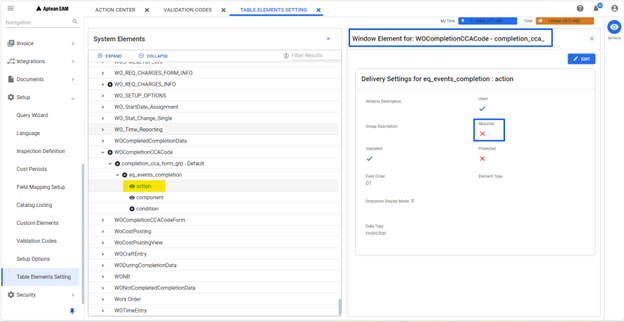 Aptean EAM
ACTION CENTER
VALIDATION CODES
TABLE ELEMENTS SETTING
My Time
Time
Navigation
Invoice
Integrations
Documents
Setup
Query Wizard
Language
Inspection Definition
Cost Periods
Field Mapping Setup
Catalog Listing
Custom Elements
Validation Codes
Setup Options
Table Elements Setting
Security
System Elements
EXPAND
COLLAPSE
Filter Results
WO_REQ_CHARGES_FORM_INFO
WO_REQ_CHARGES_INFO
WO_SETUP_OPTIONS
WO_StartDate_Assignment
WO_Stat_Change_Single
WO_Time_Reporting
WOCompletedCompletionData
WOCompletionCCACode
completion_cca_form_grp - Default
eq_events_completion
action
component
condition
WOCompletionCCACodeForm
WoCostPosting
WoCostPostingView
WOCraftEntry
WODuringCompletionData
WONB
WONotCompletedCompletionData
Work Order
WOTimeEntry
Window Element for: WOCompletionCCACode - completion_cca_
EDIT
Delivery Settings for eq_events_completion : action
Window Description
Used
Group Description
Required
Validated
Protected
Field Order
01
Element Type
Dropdown Display Mode
Data Type
nvarchar